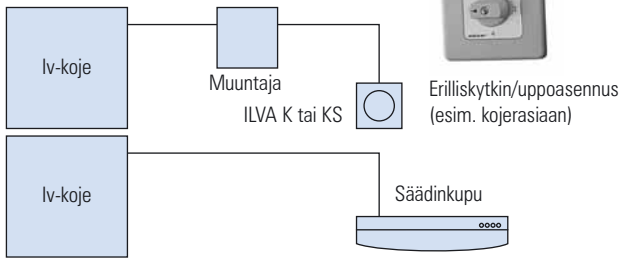 Iv-koje
Muuntaja
ILVA K tai KS
Erilliskytkin/uppoasennus
(esim. kojerasiaan)
Iv-koje
Säädinkupu